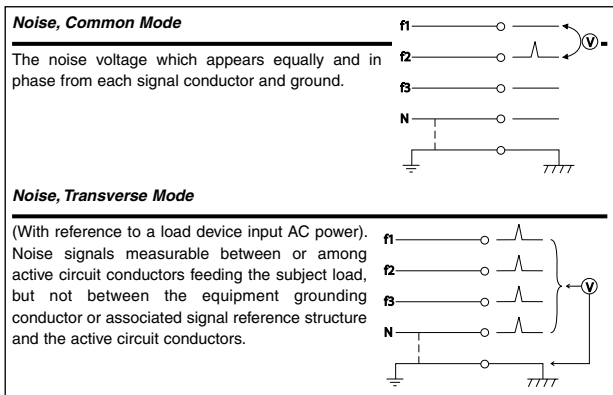 Noise, Common Mode
The noise voltage which appears equally and in
phase from each signal conductor and ground.
f1
f2
f3
N
V
Noise, Transverse Mode
(With reference to a load device input AC power).
Noise signals measurable between or among
active circuit conductors feeding the subject load,
but not between the equipment grounding
conductor or associated signal reference structure
and the active circuit conductors.
f1
f2
f3
N
V